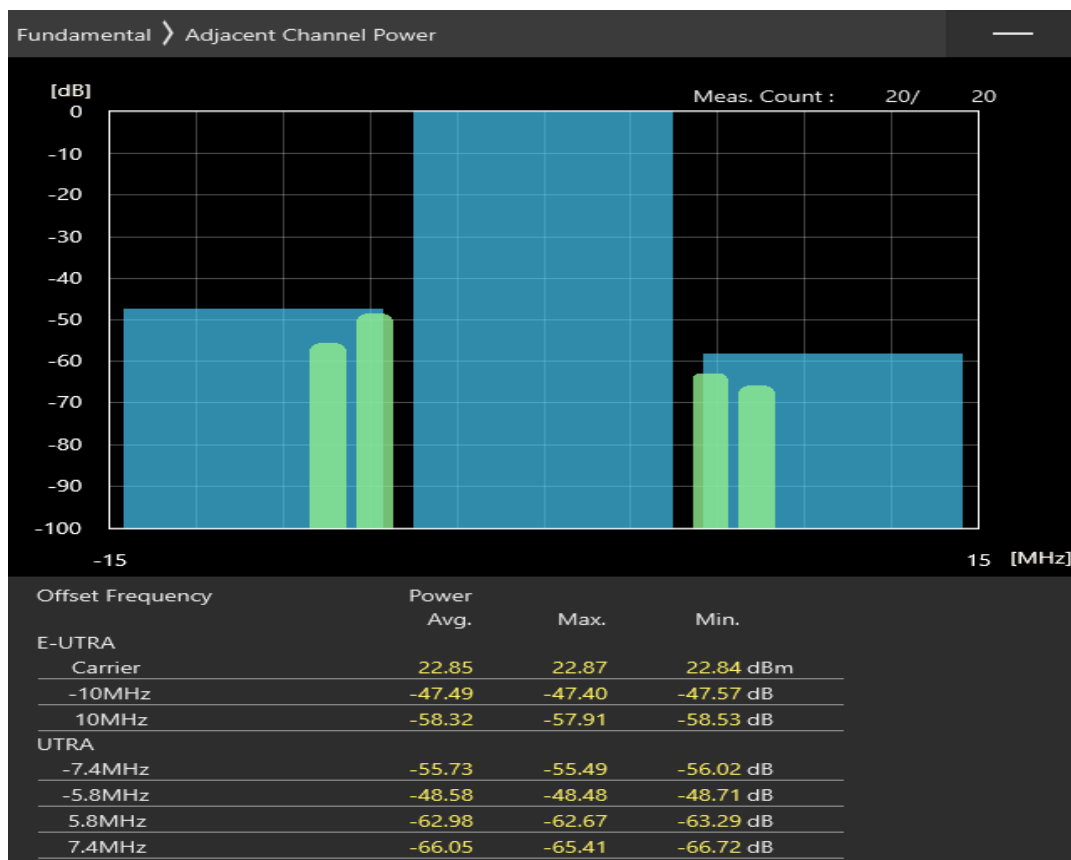 Fundamental ❯ Adjacent Channel Power
[dB]
Meas. Count : 20/ 20
0
-10
-20
-30
-40
-50
-60
-70
-80
-90
-100
-15 15 [MHz]
Offset Frequency Power
Avg. Max. Min.
E-UTRA
Carrier 22.85 22.87 22.84 dBm
-10MHz -47.49 -47.40 -47.57 dB
10MHz -58.32 -57.91 -58.53 dB
UTRA
-7.4MHz -55.73 -55.49 -56.02 dB
-5.8MHz -48.58 -48.48 -48.71 dB
5.8MHz -62.98 -62.67 -63.29 dB
7.4MHz -66.05 -65.41 -66.72 dB